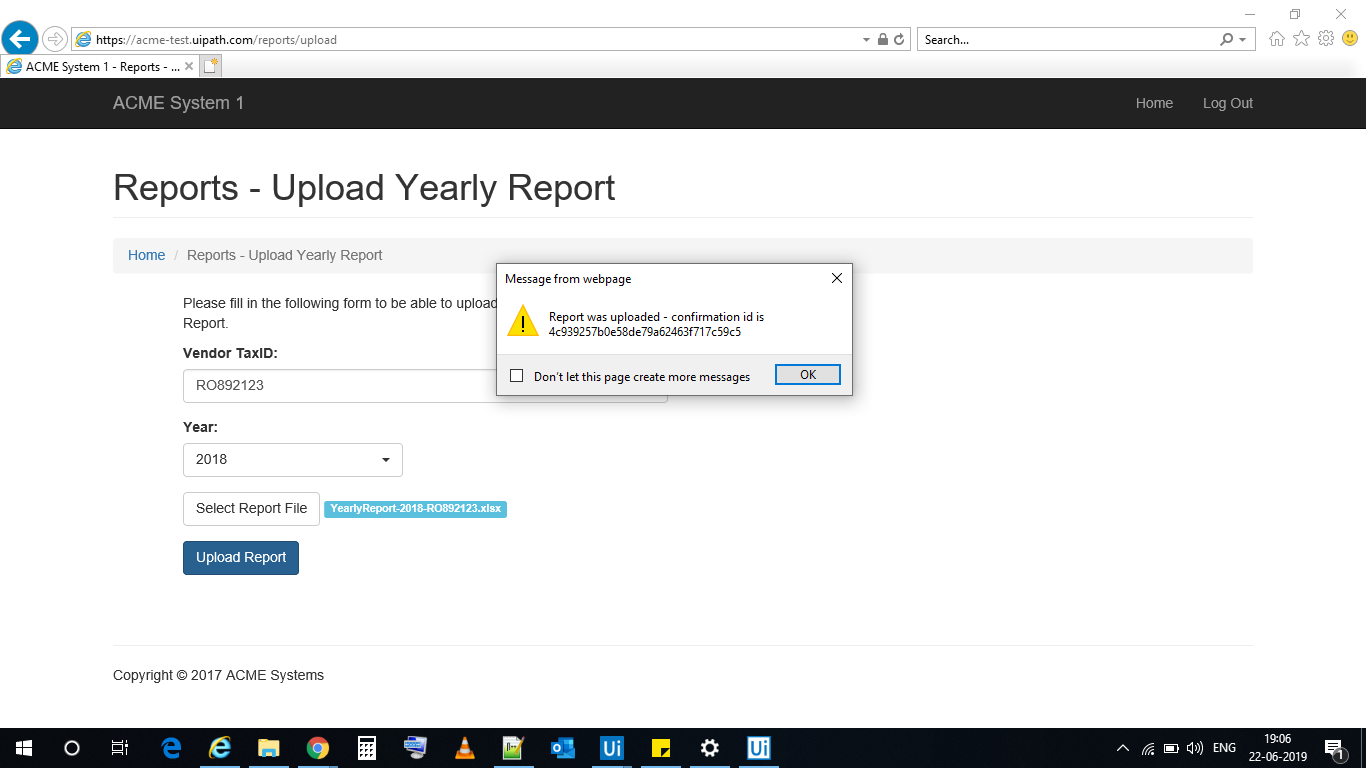 https://acme-test.uipath.com/reports/upload
Search...
ACME System 1 - Reports - ...
ACME System 1
Home
Log Out
Reports - Upload Yearly Report
Home / Reports - Upload Yearly Report
Please fill in the following form to be able to upload
Report.
Vendor TaxID:
RO892123
Message from webpage
Report was uploaded - confirmation id is
4c939257b0e58de79a62463f717c59c5
Don't let this page create more messages
OK
Year:
2018
Select Report File
YearlyReport-2018-RO892123.xlsx
Upload Report
Copyright © 2017 ACME Systems
Ui
Ui
ENG
19:06
22-06-2019
1